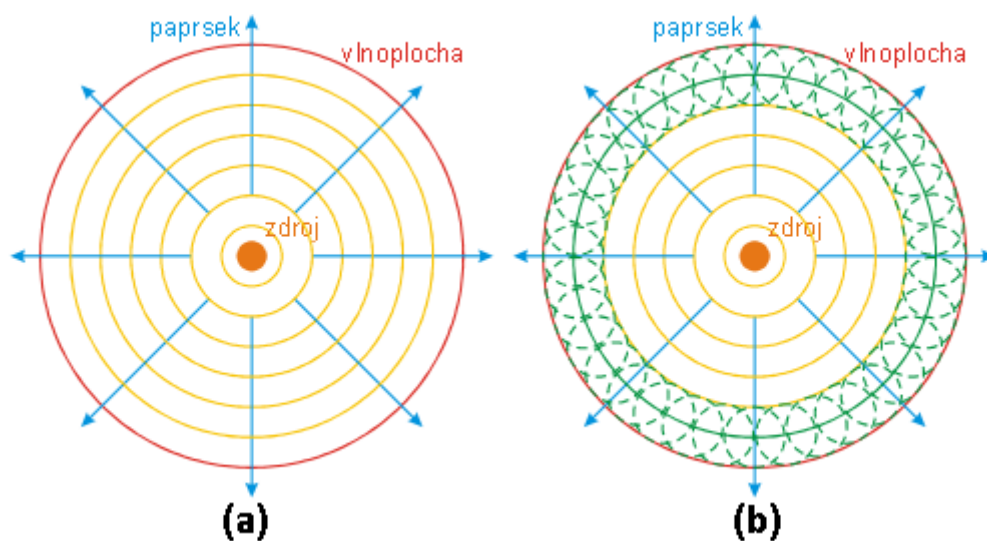 paprsek
vlnoplocha
zdroj
(a)
paprsek
vlnoplocha
zdroj
(b)